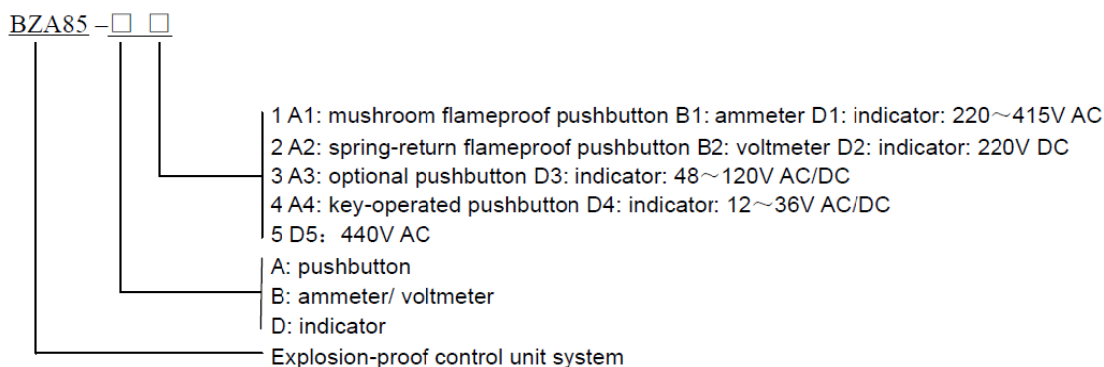 BZA85 –□ □
1 A1: mushroom flameproof pushbutton B1: ammeter D1: indicator: 220～415V AC
2 A2: spring-return flameproof pushbutton B2: voltmeter D2: indicator: 220V DC
3 A3: optional pushbutton D3: indicator: 48～120V AC/DC
4 A4: key-operated pushbutton D4: indicator: 12～36V AC/DC
5 D5：440V AC
A: pushbutton
B: ammeter/ voltmeter
D: indicator
Explosion-proof control unit system